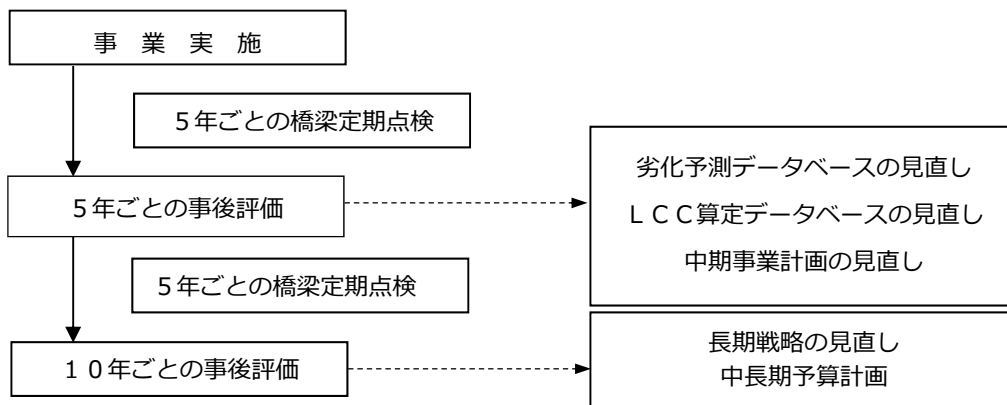 事　業　実　施
５年ごとの橋梁定期点検
５年ごとの事後評価
劣化予測データベースの見直し
ＬＣＣ算定データベースの見直し
中期事業計画の見直し
５年ごとの橋梁定期点検
１０年ごとの事後評価
長期戦略の見直し
中長期予算計画